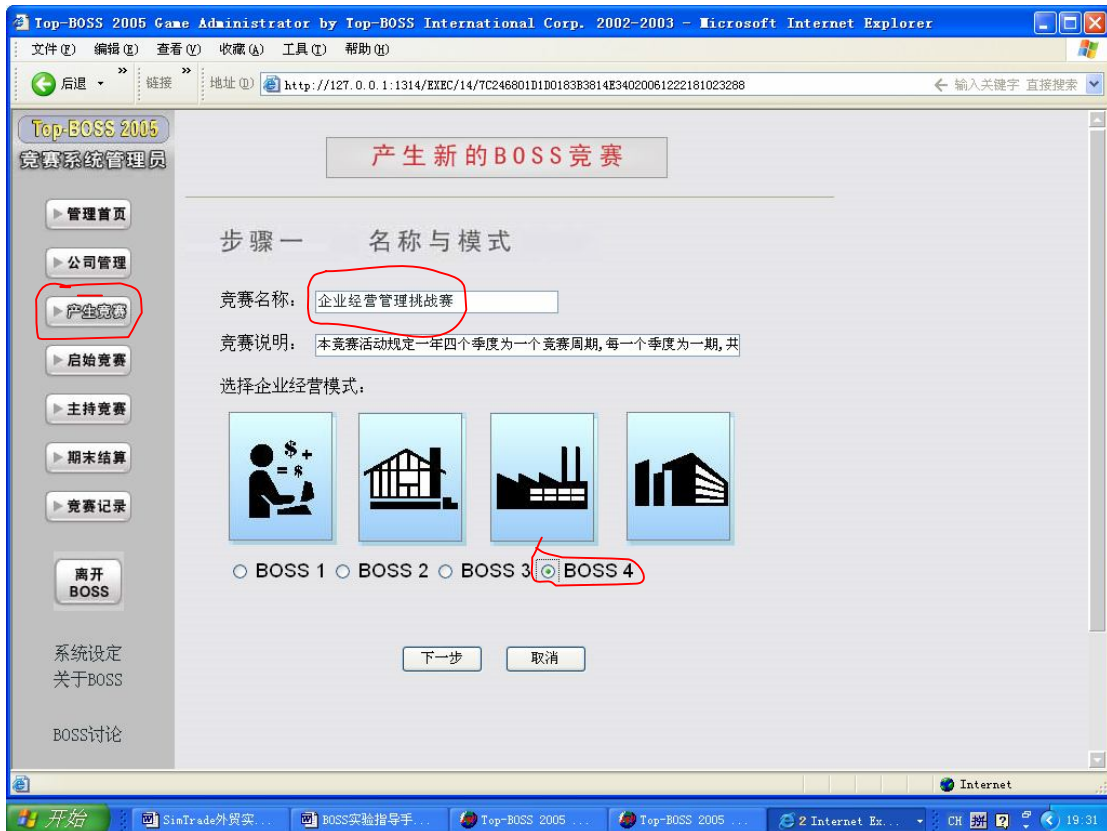 Top-BOSS 2005 Game Administrator by Top-BOSS International Corp. 2002-2003 - Microsoft Internet Explorer
文件(F) 编辑(E) 查看(V) 收藏(A) 工具(T) 帮助(H)
后退 » 链接 » 地址(D) http://127.0.0.1:1314/EXEC/14/7C246801D1D0183B3814E34020061222181023288 输入关键字 直接搜索
Top-BOSS 2005
竞赛系统管理员
产生新的BOSS竞赛
管理首页
公司管理
产生竞赛
启始竞赛
主持竞赛
期末结算
竞赛记录
离开
BOSS
系统设定
关于BOSS
BOSS讨论
步骤一 名称与模式
竞赛名称： 企业经营管理挑战赛
竞赛说明： 本竞赛活动规定一年四个季度为一个竞赛周期,每一个季度为一期,共
选择企业经营模式：
$ +
= $
BOSS 1 BOSS 2 BOSS 3 BOSS 4
下一步 取消
Internet
开始 SimTrade外贸实... BOSS实验指导手... Top-BOSS 2005 ... Top-BOSS 2005 ... 2 Internet Ex... CH 拼 ? 19:31